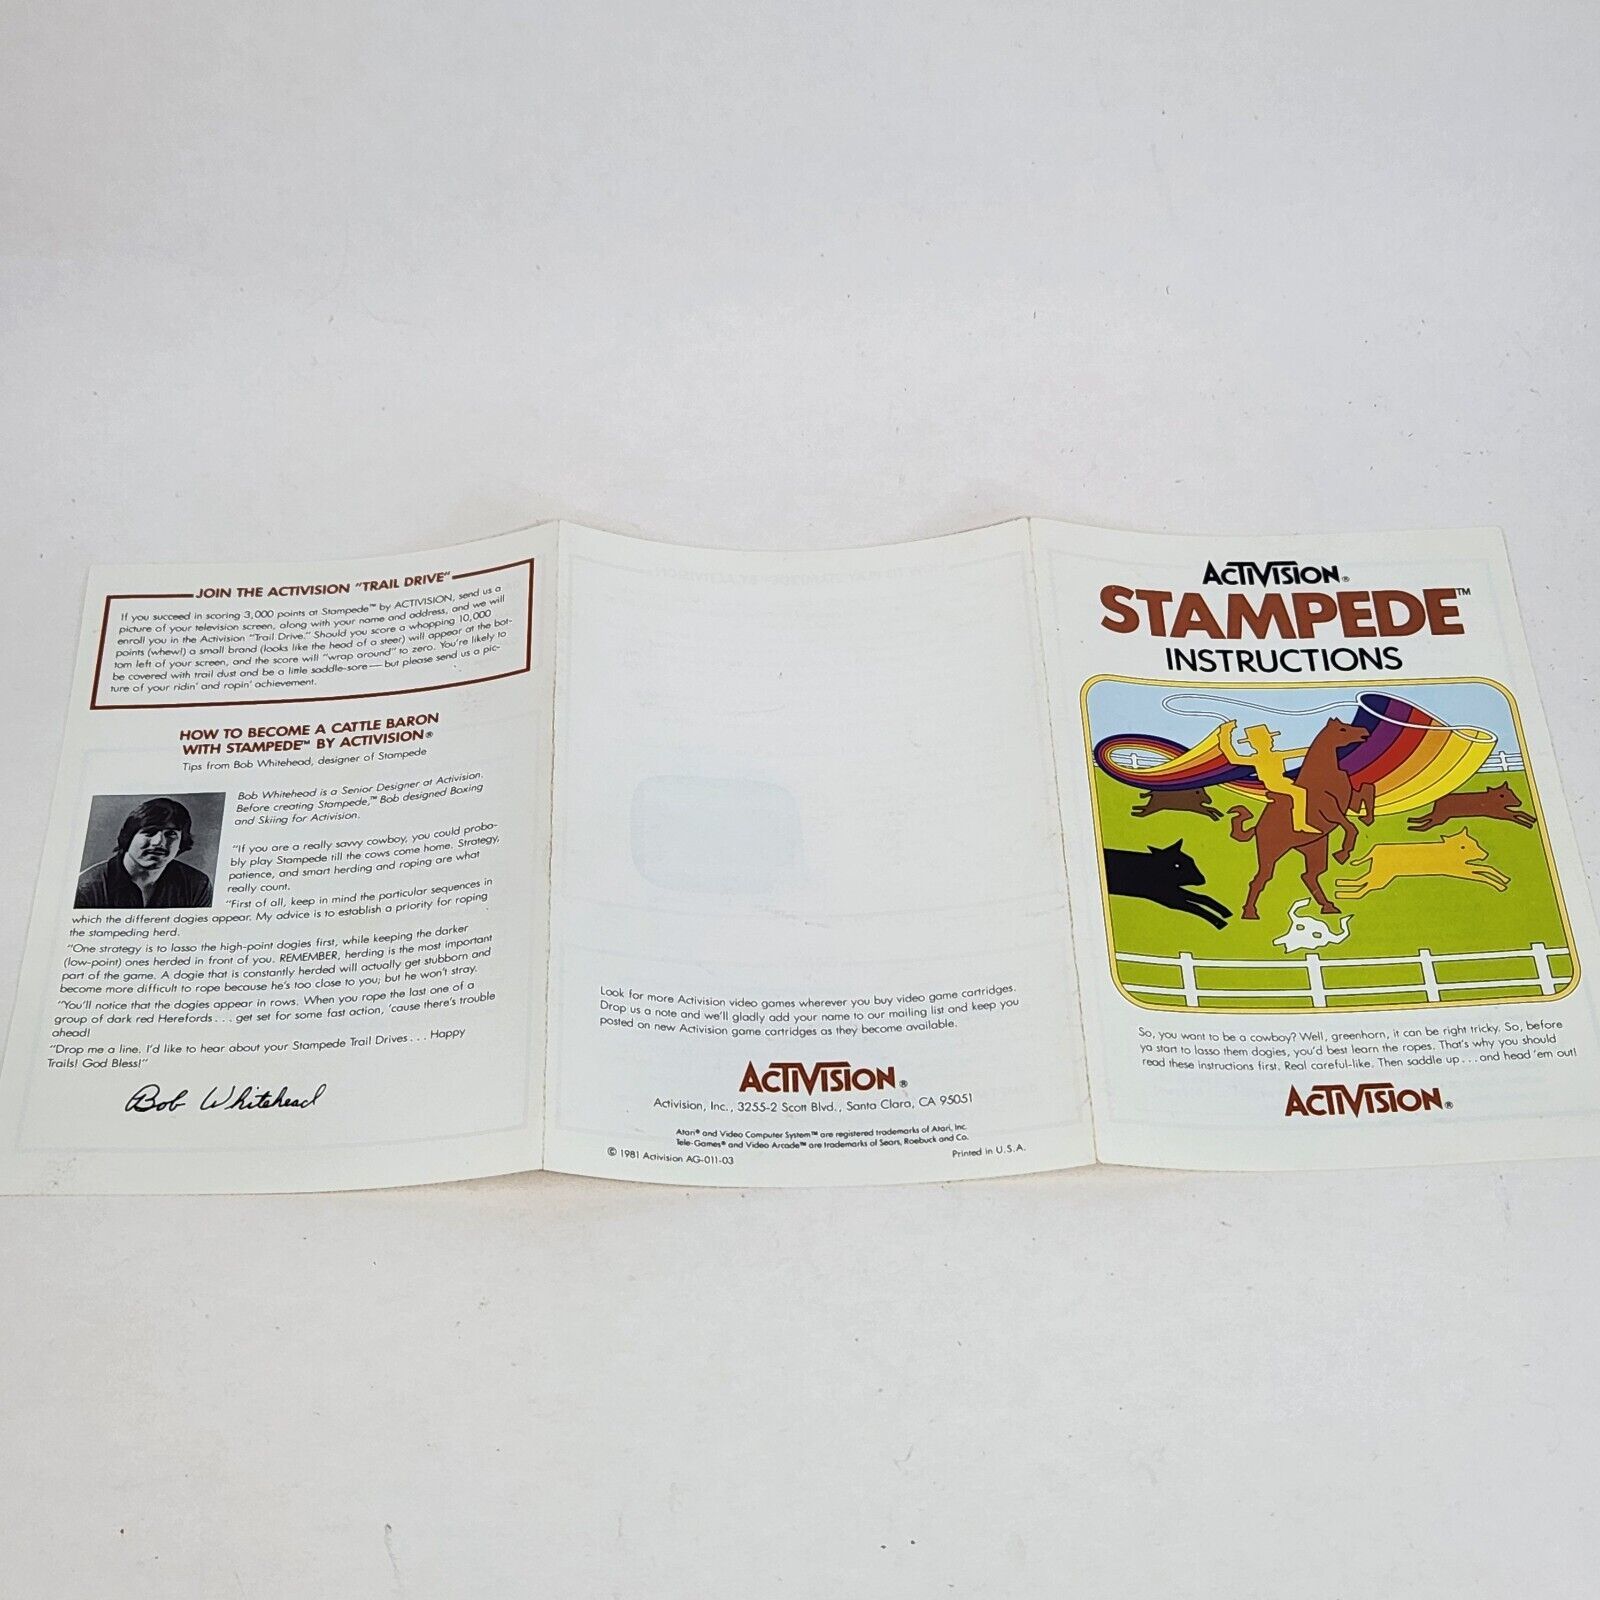 JOIN THE ACTIVISION "TRAIL DRIVE"
If you succeed in scoring 3,000 points at Stampede™ by ACTIVISION, send us a
picture of your television screen, along with your name and address, and we will
enroll you in the Activision "Trail Drive." Should you score a whopping 10,000
points (whew!) a small brand (looks like the head of a steer) will appear at the bot-
tom left of your screen, and the score will "wrap around" to zero. You're likely to
be covered with trail dust and be a little saddle-sore—but please send us a pic-
ture of your ridin' and ropin' achievement.
HOW TO BECOME A CATTLE BARON
WITH STAMPEDE™ BY ACTIVISION®
Tips from Bob Whitehead, designer of Stampede
Bob Whitehead is a Senior Designer at Activision.
Before creating Stampede,™ Bob designed Boxing
and Skiing for Activision.
"If you are a really savvy cowboy, you could proba-
bly play Stampede till the cows come home. Strategy,
patience, and smart herding and roping are what
really count.
"First of all, keep in mind the particular sequences in
which the different dogies appear. My advice is to establish a priority for roping
the stampeding herd.
"One strategy is to lasso the high-point dogies first, while keeping the darker
(low-point) ones herded in front of you. REMEMBER, herding is the most important
part of the game. A dogie that is constantly herded will actually get stubborn and
become more difficult to rope because he's too close to you; but he won't stray.
"You'll notice that the dogies appear in rows. When you rope the last one of a
group of dark red Herefords... get set for some fast action, 'cause there's trouble
ahead!
"Drop me a line. I'd like to hear about your Stampede Trail Drives... Happy
Trails! God Bless!"
Bob Whitehead
Look for more Activision video games wherever you buy video game cartridges.
Drop us a note and we'll gladly add your name to our mailing list and keep you
posted on new Activision game cartridges as they become available.
ACTIVISION®
Activision, Inc., 3255-2 Scott Blvd., Santa Clara, CA 95051
Atari® and Video Computer System™ are registered trademarks of Atari, Inc.
Tele-Games® and Video Arcade™ are trademarks of Sears, Roebuck and Co.
© 1981 Activision AG-011-03
Printed in U.S.A.
ACTIVISION®
STAMPEDE™
INSTRUCTIONS
So, you want to be a cowboy? Well, greenhorn, it can be right tricky. So, before
ya start to lasso them dogies, you'd best learn the ropes. That's why you should
read these instructions first. Real careful-like. Then saddle up...and head 'em out!
ACTIVISION®